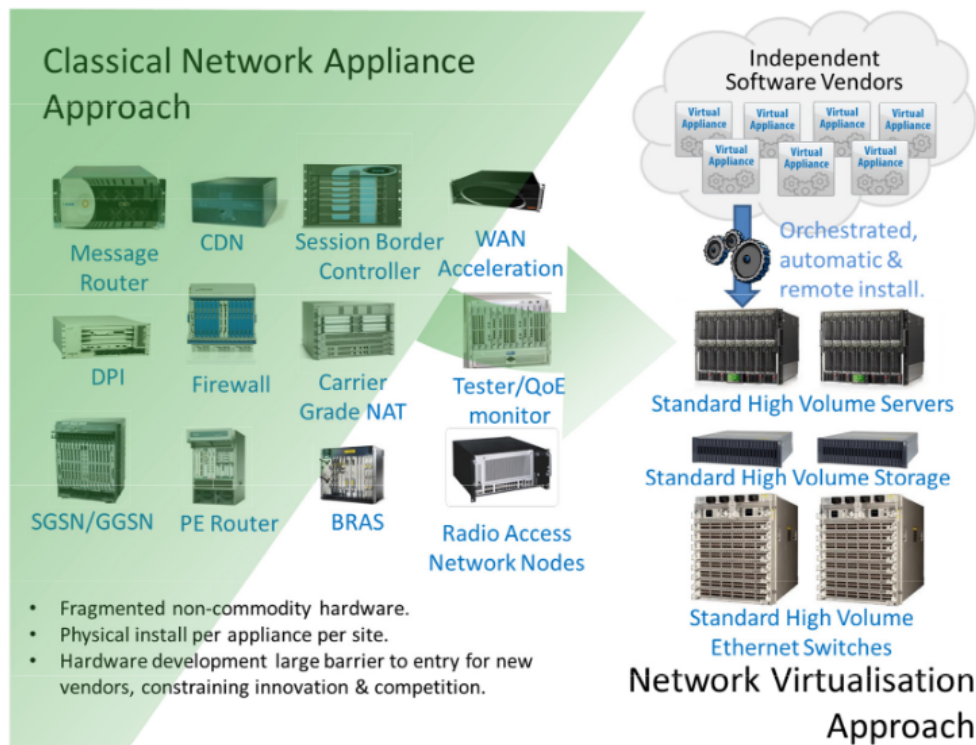 Classical Network Appliance
Approach
Message
Router
CDN
Session Border
Controller
WAN
Acceleration
DPI
Firewall
Carrier
Grade NAT
Tester/QoE
monitor
SGSN/GGSN
PE Router
BRAS
Radio Access
Network Nodes
• Fragmented non-commodity hardware.
• Physical install per appliance per site.
• Hardware development large barrier to entry for new
vendors, constraining innovation & competition.
Independent
Software Vendors
Virtual
Appliance
Virtual
Appliance
Virtual
Appliance
Virtual
Appliance
Virtual
Appliance
Virtual
Appliance
Virtual
Appliance
Orchestrated,
automatic &
remote install.
Standard High Volume Servers
Standard High Volume Storage
Standard High Volume
Ethernet Switches
Network Virtualisation
Approach